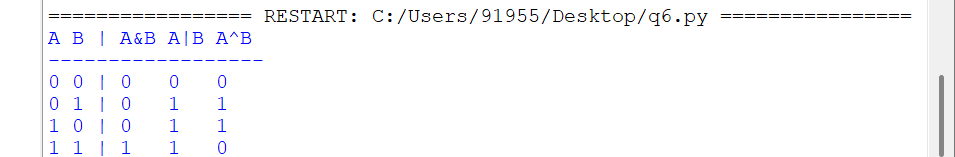 ================= RESTART: C:/Users/91955/Desktop/q6.py ================
A B | A&B A|B A^B
------------------
0 0 | 0   0   0
0 1 | 0   1   1
1 0 | 0   1   1
1 1 | 1   1   0